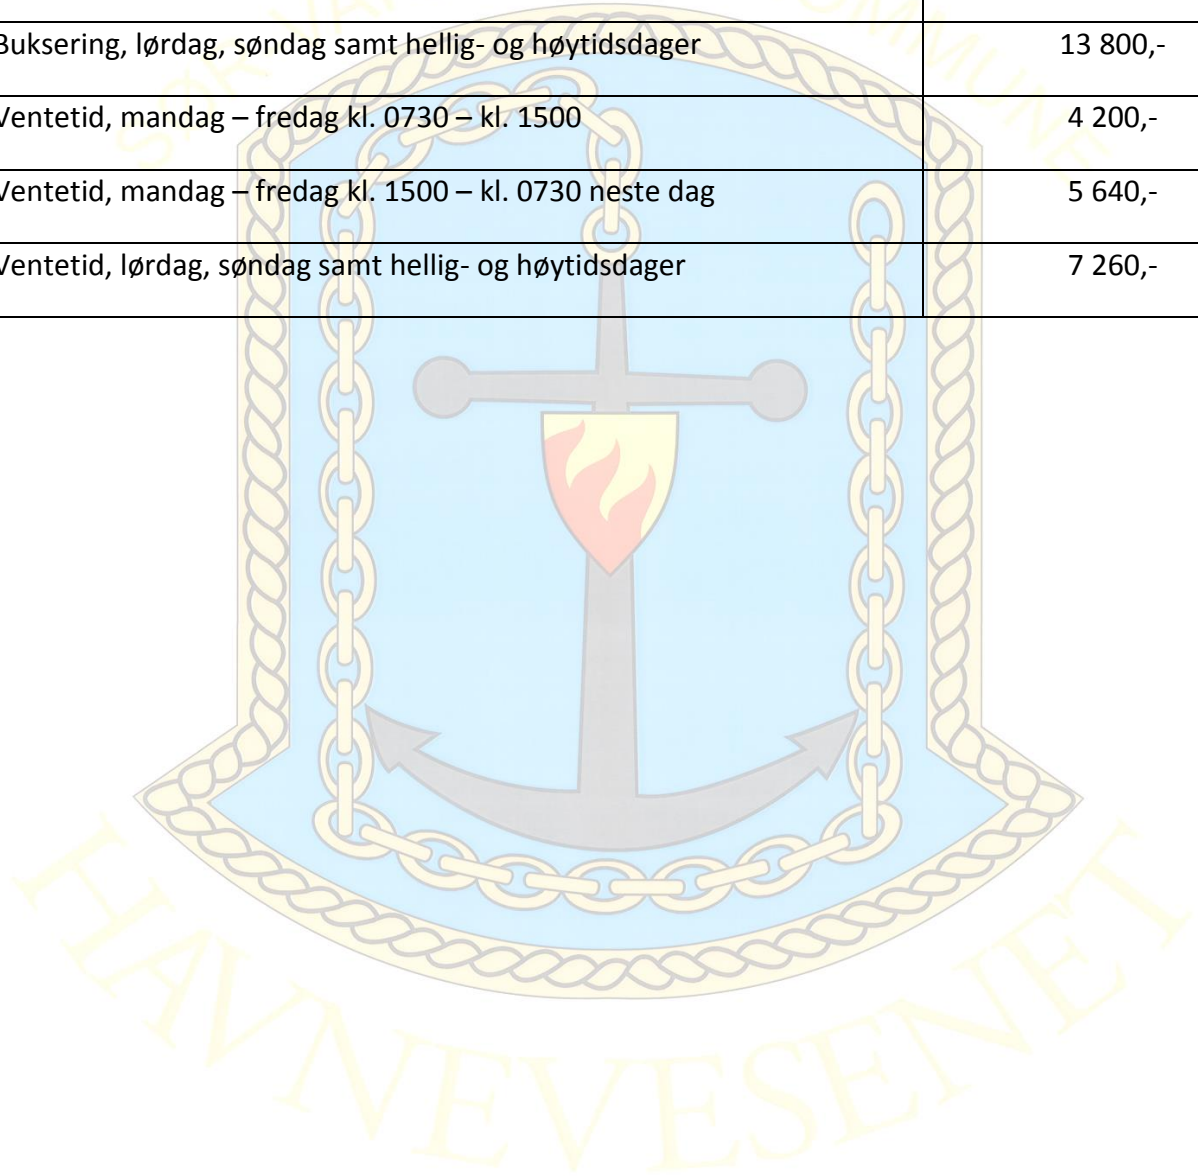 Buksering, lørdag, søndag samt hellig- og høytidsdager 13 800,-
Ventetid, mandag – fredag kl. 0730 – kl. 1500 4 200,-
Ventetid, mandag – fredag kl. 1500 – kl. 0730 neste dag 5 640,-
Ventetid, lørdag, søndag samt hellig- og høytidsdager 7 260,-
HAVNEVESENET